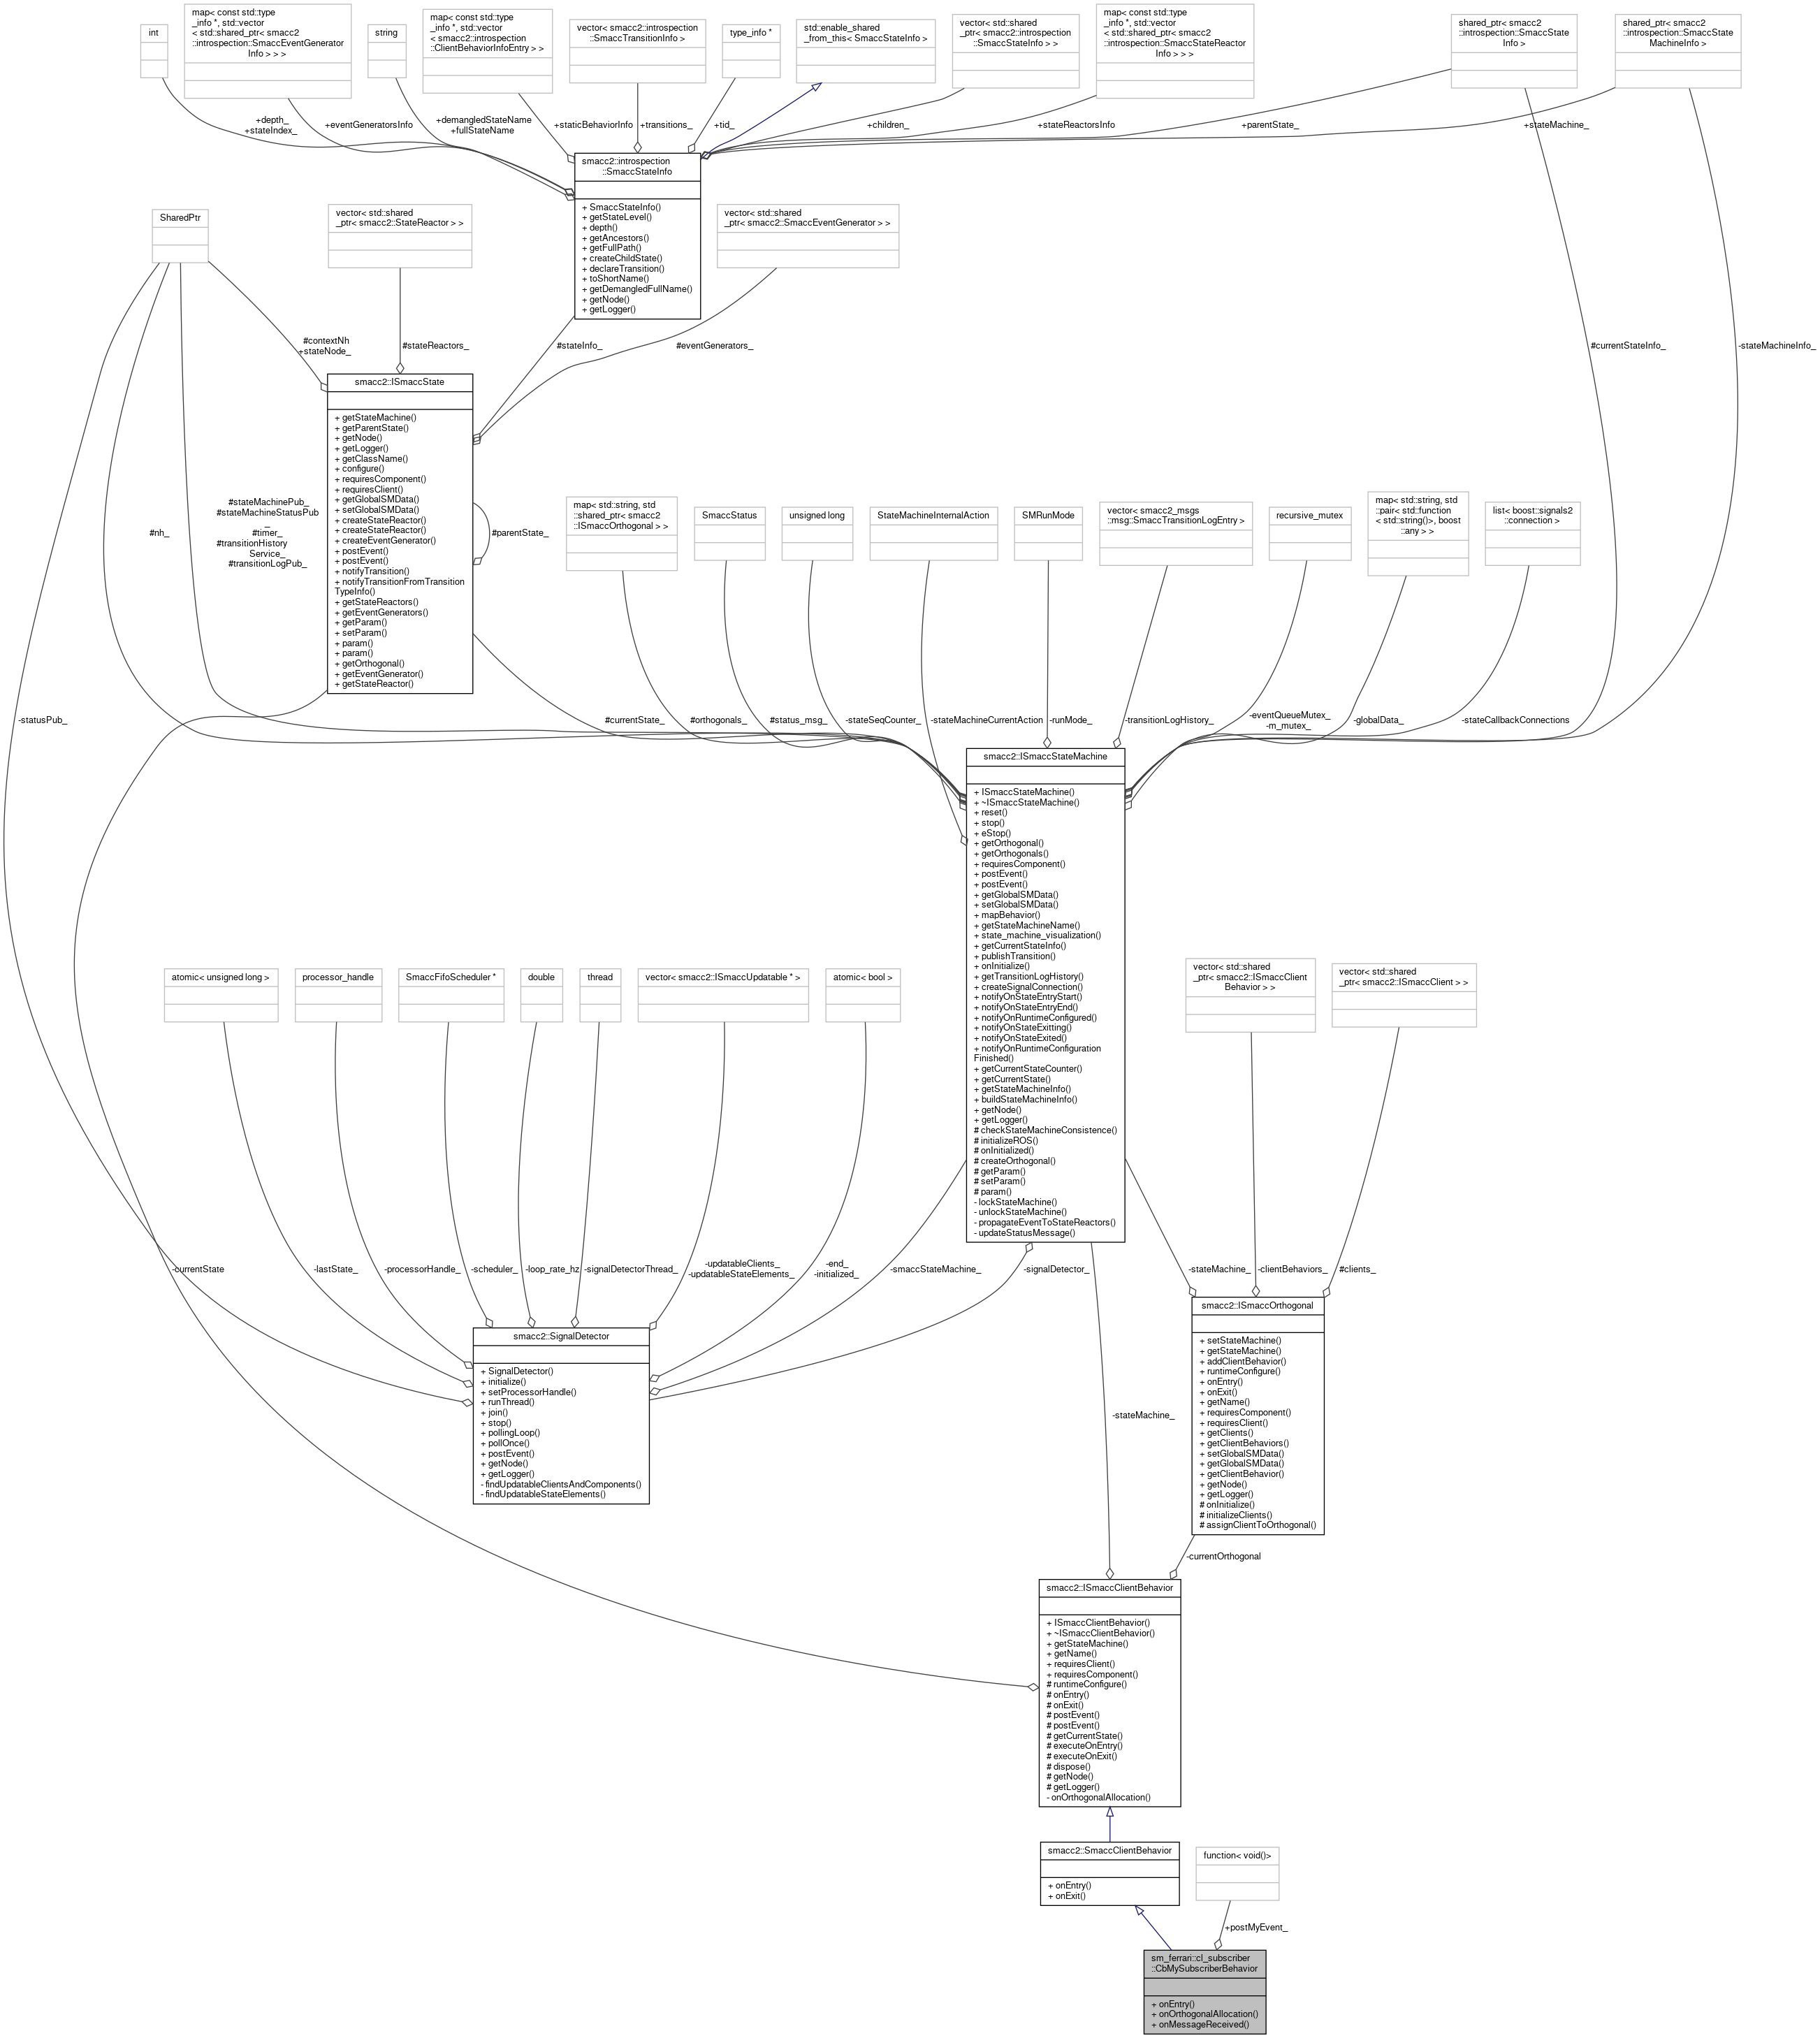 int
map< const std::type
_info *, std::vector
< std::shared_ptr< smacc2
::introspection::SmaccEventGenerator
Info > > >
string
map< const std::type
_info *, std::vector
< smacc2::introspection
::ClientBehaviorInfoEntry > >
vector< smacc2::introspection
::SmaccTransitionInfo >
type_info *
std::enable_shared
_from_this< SmaccStateInfo >
vector< std::shared
_ptr< smacc2::introspection
::SmaccStateInfo > >
map< const std::type
_info *, std::vector
< std::shared_ptr< smacc2
::introspection::SmaccStateReactor
Info > > >
shared_ptr< smacc2
::introspection::SmaccState
Info >
shared_ptr< smacc2
::introspection::SmaccState
MachineInfo >
+depth_
+stateIndex_
+eventGeneratorsInfo
+demangledStateName
+fullStateName
+staticBehaviorInfo
+transitions_
+tid_
+children_
+stateReactorsInfo
+parentState_
+stateMachine_
smacc2::introspection
::SmaccStateInfo
+ SmaccStateInfo()
+ getStateLevel()
+ depth()
+ getAncestors()
+ getFullPath()
+ createChildState()
+ declareTransition()
+ toShortName()
+ getDemangledFullName()
+ getNode()
+ getLogger()
SharedPtr
vector< std::shared
_ptr< smacc2::StateReactor > >
vector< std::shared
_ptr< smacc2::SmaccEventGenerator > >
#contextNh
+stateNode_
#stateReactors_
#stateInfo_
#eventGenerators_
#currentStateInfo_
-stateMachineInfo_
smacc2::ISmaccState
+ getStateMachine()
+ getParentState()
+ getNode()
+ getLogger()
+ getClassName()
+ configure()
+ requiresComponent()
+ requiresClient()
+ getGlobalSMData()
+ setGlobalSMData()
+ createStateReactor()
+ createStateReactor()
+ createEventGenerator()
+ postEvent()
+ postEvent()
+ notifyTransition()
+ notifyTransitionFromTransition
TypeInfo()
+ getStateReactors()
+ getEventGenerators()
+ getParam()
+ setParam()
+ param()
+ param()
+ getOrthogonal()
+ getEventGenerator()
+ getStateReactor()
#nh_
#stateMachinePub_
#stateMachineStatusPub
_
#timer_
#transitionHistory
Service_
#transitionLogPub_
#parentState_
map< std::string, std
::shared_ptr< smacc2
::ISmaccOrthogonal > >
SmaccStatus
unsigned long
StateMachineInternalAction
SMRunMode
vector< smacc2_msgs
::msg::SmaccTransitionLogEntry >
recursive_mutex
map< std::string, std
::pair< std::function
< std::string()>, boost
::any > >
list< boost::signals2
::connection >
-statusPub_
#currentState_
#orthogonals_
#status_msg_
-stateSeqCounter_
-stateMachineCurrentAction
-runMode_
-transitionLogHistory_
-eventQueueMutex_
-m_mutex_
-globalData_
-stateCallbackConnections
smacc2::ISmaccStateMachine
+ ISmaccStateMachine()
+ ~ISmaccStateMachine()
+ reset()
+ stop()
+ eStop()
+ getOrthogonal()
+ getOrthogonals()
+ requiresComponent()
+ postEvent()
+ postEvent()
+ getGlobalSMData()
+ setGlobalSMData()
+ mapBehavior()
+ getStateMachineName()
+ state_machine_visualization()
+ getCurrentStateInfo()
+ publishTransition()
+ onInitialize()
+ getTransitionLogHistory()
+ createSignalConnection()
+ notifyOnStateEntryStart()
+ notifyOnStateEntryEnd()
+ notifyOnRuntimeConfigured()
+ notifyOnStateExitting()
+ notifyOnStateExited()
+ notifyOnRuntimeConfiguration
Finished()
+ getCurrentStateCounter()
+ getCurrentState()
+ getStateMachineInfo()
+ buildStateMachineInfo()
+ getNode()
+ getLogger()
# checkStateMachineConsistence()
# initializeROS()
# onInitialized()
# createOrthogonal()
# getParam()
# setParam()
# param()
- lockStateMachine()
- unlockStateMachine()
- propagateEventToStateReactors()
- updateStatusMessage()
atomic< unsigned long >
processor_handle
SmaccFifoScheduler *
double
thread
vector< smacc2::ISmaccUpdatable * >
atomic< bool >
vector< std::shared
_ptr< smacc2::ISmaccClient
Behavior > >
vector< std::shared
_ptr< smacc2::ISmaccClient > >
-currentState
-lastState_
-processorHandle_
-scheduler_
-loop_rate_hz
-signalDetectorThread_
-updatableClients_
-updatableStateElements_
-end_
-initialized_
-smaccStateMachine_
-signalDetector_
-stateMachine_
-clientBehaviors_
#clients_
smacc2::SignalDetector
+ SignalDetector()
+ initialize()
+ setProcessorHandle()
+ runThread()
+ join()
+ stop()
+ pollingLoop()
+ pollOnce()
+ postEvent()
+ getNode()
+ getLogger()
- findUpdatableClientsAndComponents()
- findUpdatableStateElements()
smacc2::ISmaccOrthogonal
+ setStateMachine()
+ getStateMachine()
+ addClientBehavior()
+ runtimeConfigure()
+ onEntry()
+ onExit()
+ getName()
+ requiresComponent()
+ requiresClient()
+ getClients()
+ getClientBehaviors()
+ setGlobalSMData()
+ getGlobalSMData()
+ getClientBehavior()
+ getNode()
+ getLogger()
# onInitialize()
# initializeClients()
# assignClientToOrthogonal()
-stateMachine_
-currentOrthogonal
smacc2::ISmaccClientBehavior
+ ISmaccClientBehavior()
+ ~ISmaccClientBehavior()
+ getStateMachine()
+ getName()
+ requiresClient()
+ requiresComponent()
# runtimeConfigure()
# onEntry()
# onExit()
# postEvent()
# postEvent()
# getCurrentState()
# executeOnEntry()
# executeOnExit()
# dispose()
# getNode()
# getLogger()
- onOrthogonalAllocation()
smacc2::SmaccClientBehavior
+ onEntry()
+ onExit()
function< void()>
+postMyEvent_
sm_ferrari::cl_subscriber
::CbMySubscriberBehavior
+ onEntry()
+ onOrthogonalAllocation()
+ onMessageReceived()